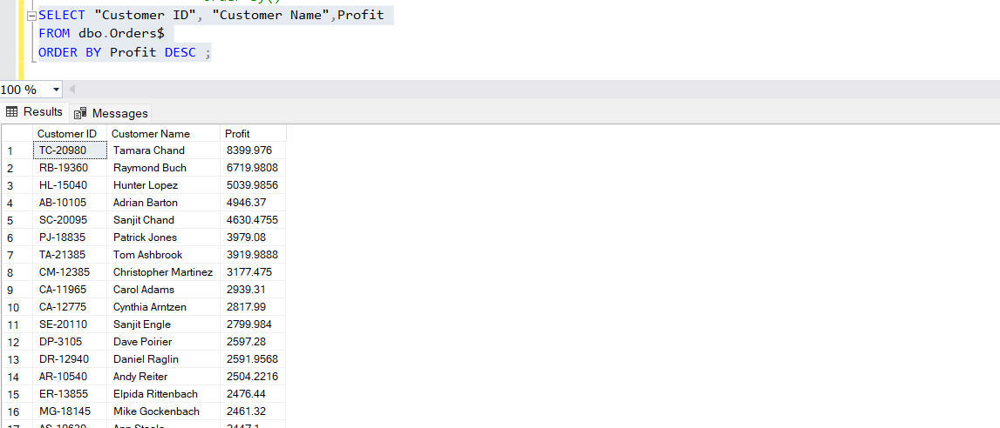 SELECT "Customer ID", "Customer Name",Profit
FROM dbo.Orders$
ORDER BY Profit DESC ;
100 %
Results Messages
Customer ID Customer Name Profit
1 TC-20980 Tamara Chand 8399.976
2 RB-19360 Raymond Buch 6719.9808
3 HL-15040 Hunter Lopez 5039.9856
4 AB-10105 Adrian Barton 4946.37
5 SC-20095 Sanjit Chand 4630.4755
6 PJ-18835 Patrick Jones 3979.08
7 TA-21385 Tom Ashbrook 3919.9888
8 CM-12385 Christopher Martinez 3177.475
9 CA-11965 Carol Adams 2939.31
10 CA-12775 Cynthia Arntzen 2817.99
11 SE-20110 Sanjit Engle 2799.984
12 DP-3105 Dave Poirier 2597.28
13 DR-12940 Daniel Raglin 2591.9568
14 AR-10540 Andy Reiter 2504.2216
15 ER-13855 Elpida Rittenbach 2476.44
16 MG-18145 Mike Gockenbach 2461.32